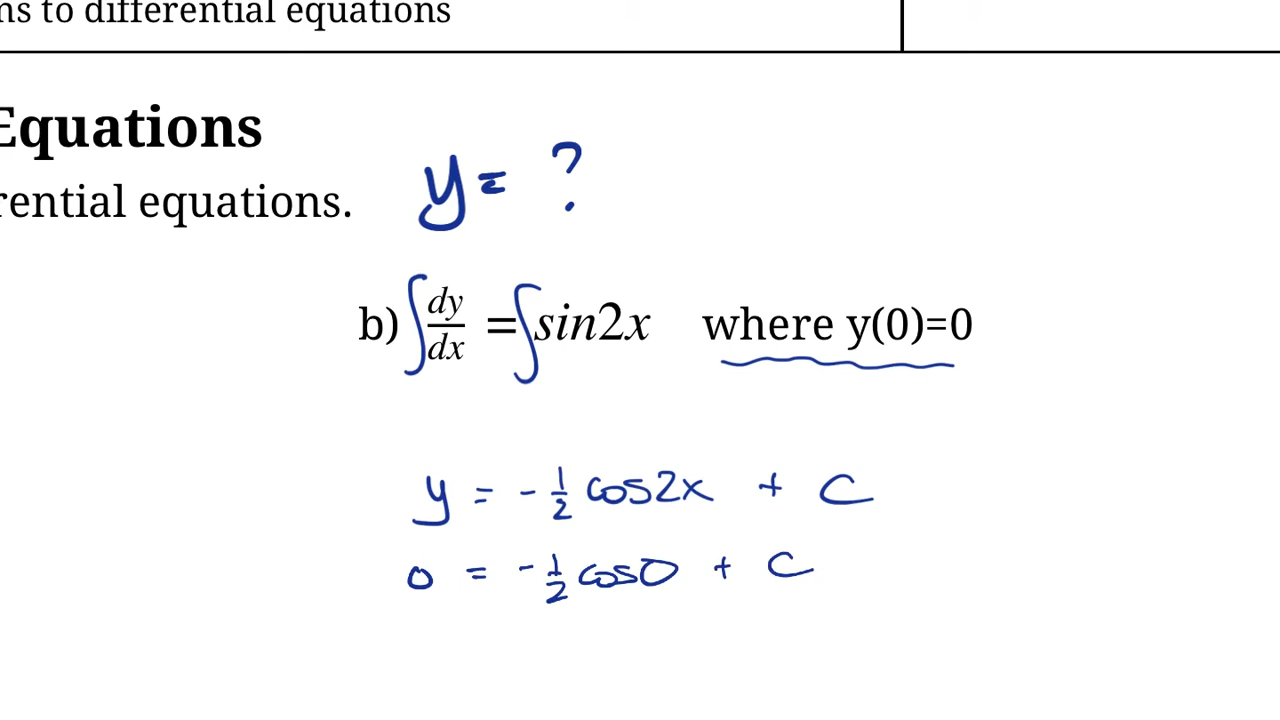 ns to differential equations
Equations
rential equations.
y = ?
b) ∫ dy/dx = ∫ sin2x where y(0)=0
y = - 1/2 cos2x + C
0 = - 1/2 cos0 + C